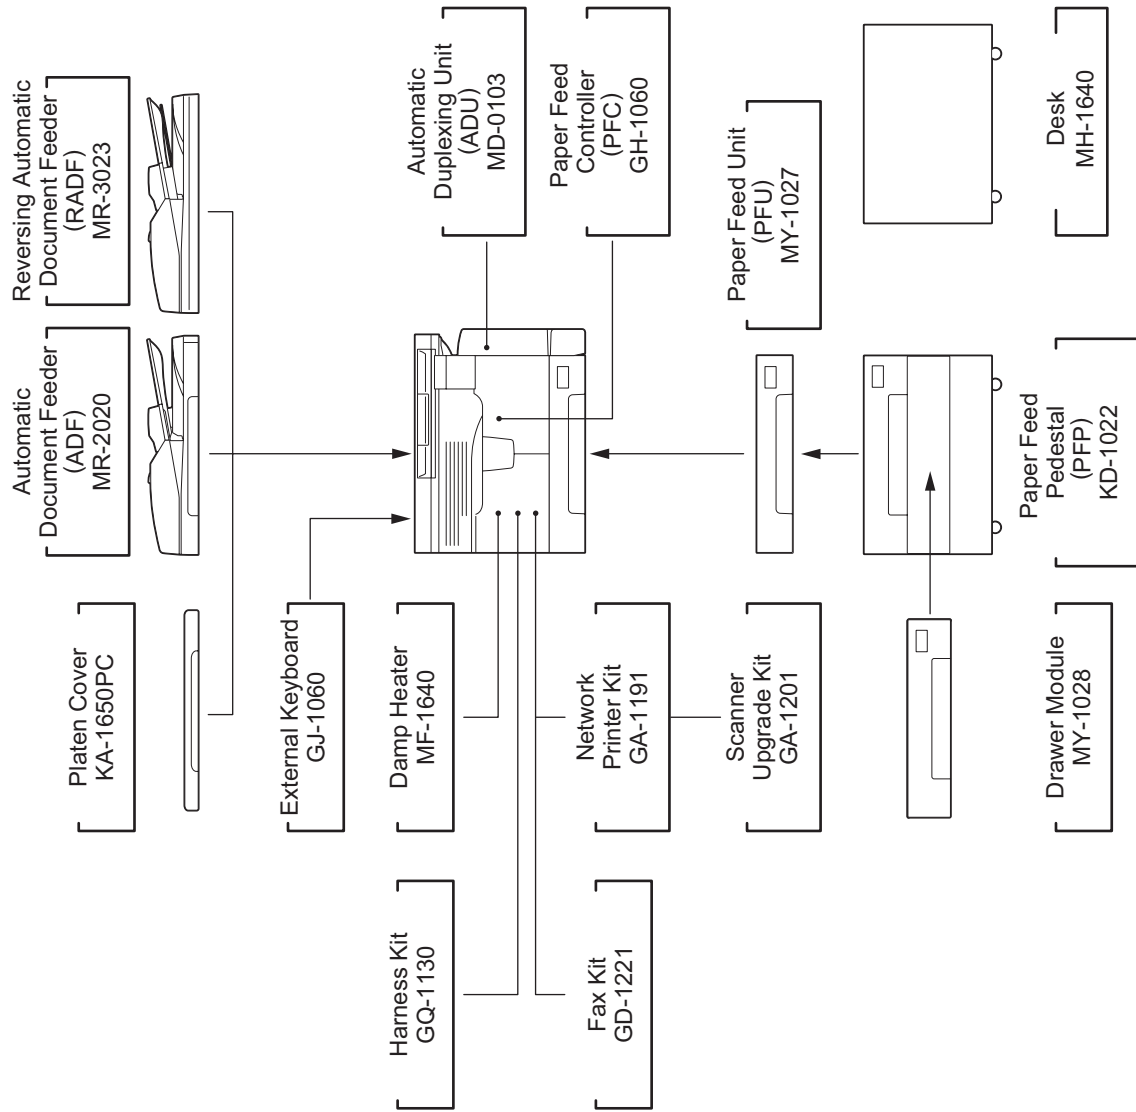 Reversing Automatic
Document Feeder
(RADF)
MR-3023
Automatic
Document Feeder
(ADF)
MR-2020
Platen Cover
KA-1650PC
External Keyboard
GJ-1060
Automatic
Duplexing Unit
(ADU)
MD-0103
Paper Feed
Controller
(PFC)
GH-1060
Damp Heater
MF-1640
Network
Printer Kit
GA-1191
Scanner
Upgrade Kit
GA-1201
Harness Kit
GQ-1130
Fax Kit
GD-1221
Paper Feed Unit
(PFU)
MY-1027
Desk
MH-1640
Paper Feed
Pedestal
(PFP)
KD-1022
Drawer Module
MY-1028